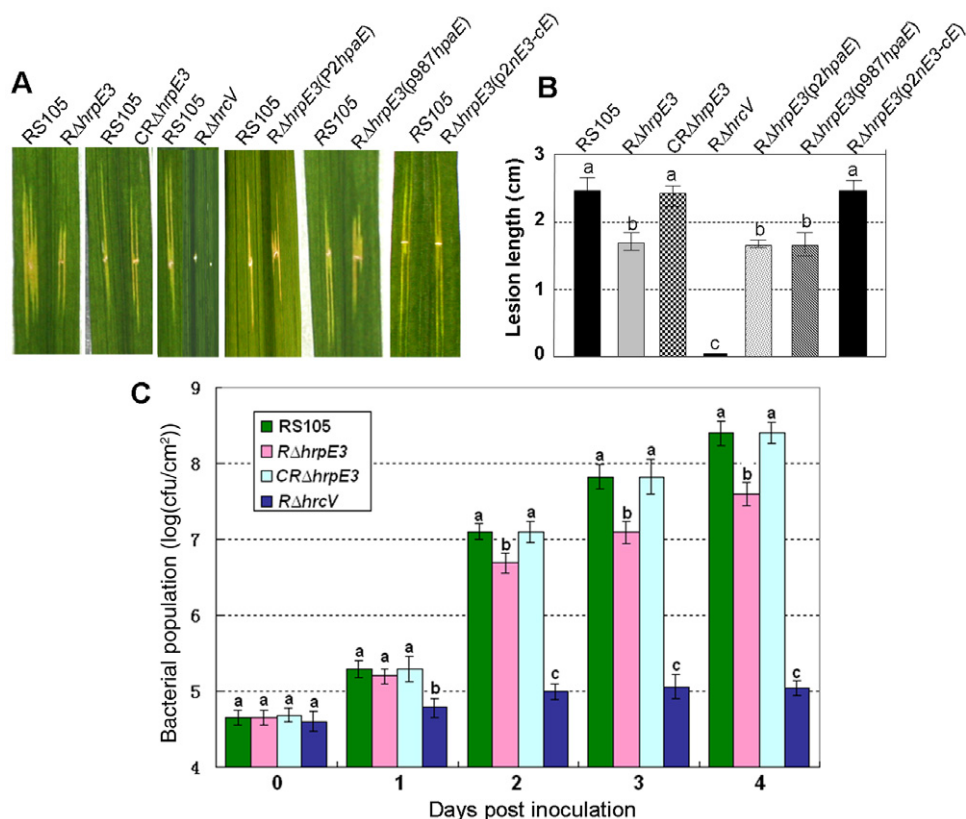 A
RS105
RΔhrpE3
RS105
CRΔhrpE3
RS105
RΔhrcV
RS105
RΔhrpE3(P2hpaE)
RS105
RΔhrpE3(p987hpaE)
RS105
RΔhrpE3(p2nE3-cE)
B
RS105
RΔhrpE3
CRΔhrpE3
RΔhrcV
RΔhrpE3(p2hpaE)
RΔhrpE3(p987hpaE)
RΔhrpE3(p2nE3-cE)
Lesion length (cm)
3
2
1
0
a
b
a
c
b
b
a
C
Bacterial population (log(cfu/cm²))
9
8
7
6
5
4
RS105
RΔhrpE3
CRΔhrpE3
RΔhrcV
a a a a
a a a b
a b a c
a b a c
a b a c
0 1 2 3 4
Days post inoculation